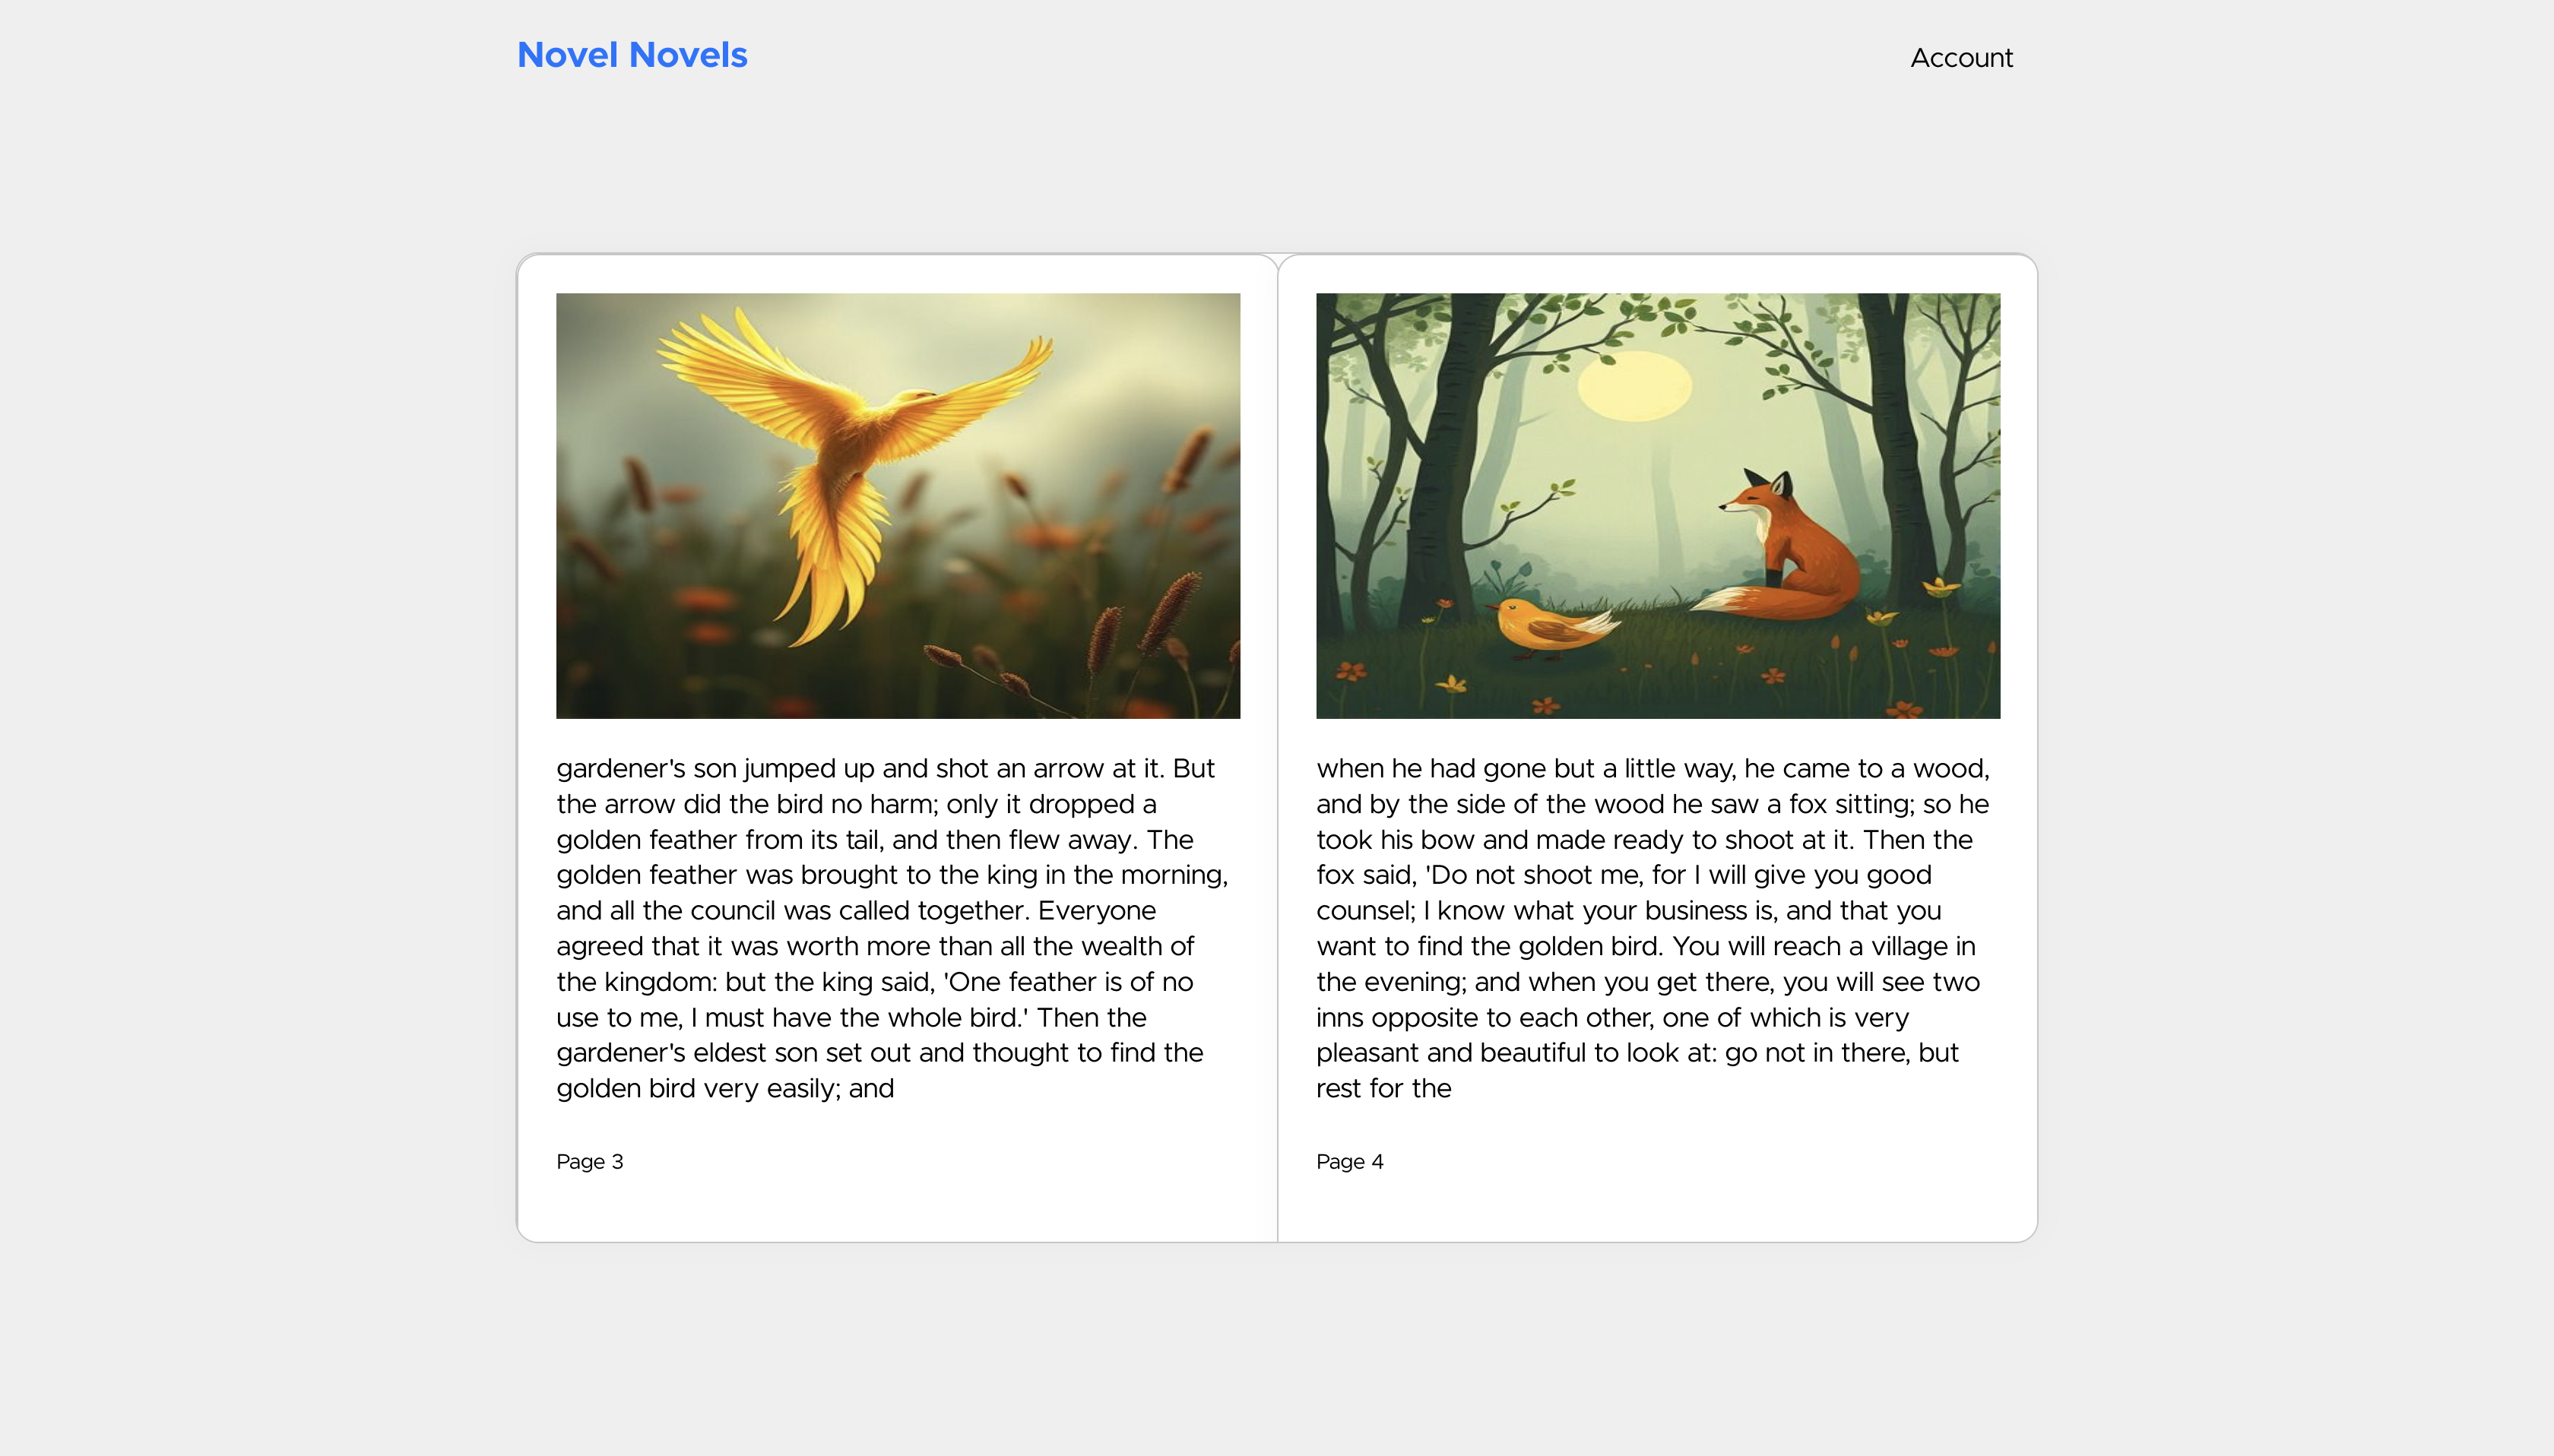 Novel Novels
Account
gardener's son jumped up and shot an arrow at it. But
the arrow did the bird no harm; only it dropped a
golden feather from its tail, and then flew away. The
golden feather was brought to the king in the morning,
and all the council was called together. Everyone
agreed that it was worth more than all the wealth of
the kingdom: but the king said, 'One feather is of no
use to me, I must have the whole bird.' Then the
gardener's eldest son set out and thought to find the
golden bird very easily; and
Page 3
when he had gone but a little way, he came to a wood,
and by the side of the wood he saw a fox sitting; so he
took his bow and made ready to shoot at it. Then the
fox said, 'Do not shoot me, for I will give you good
counsel; I know what your business is, and that you
want to find the golden bird. You will reach a village in
the evening; and when you get there, you will see two
inns opposite to each other, one of which is very
pleasant and beautiful to look at: go not in there, but
rest for the
Page 4